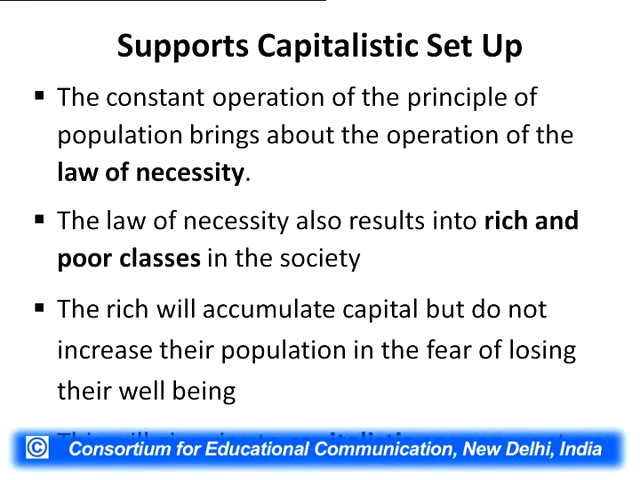 Supports Capitalistic Set Up
▪ The constant operation of the principle of
population brings about the operation of the
law of necessity.
▪ The law of necessity also results into rich and
poor classes in the society
▪ The rich will accumulate capital but do not
increase their population in the fear of losing
their well being
© Consortium for Educational Communication, New Delhi, India